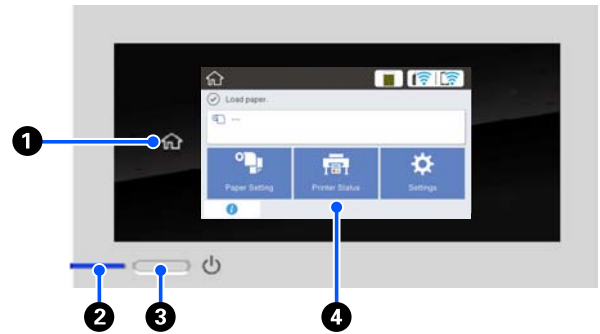 Load paper.
---
1
Paper Setting
Printer Status
Settings
i
2
3
4